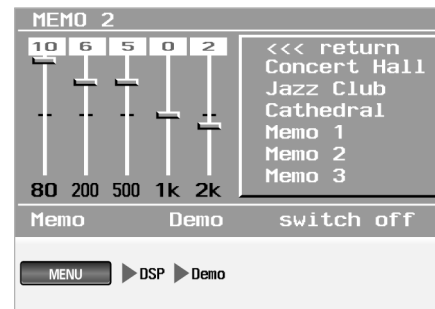 MEMO 2
10 6 5 0 2
<<< return
Concert Hall
Jazz Club
Cathedral
Memo 1
Memo 2
Memo 3
80 200 500 1k 2k
Memo Demo switch off
MENU DSP Demo